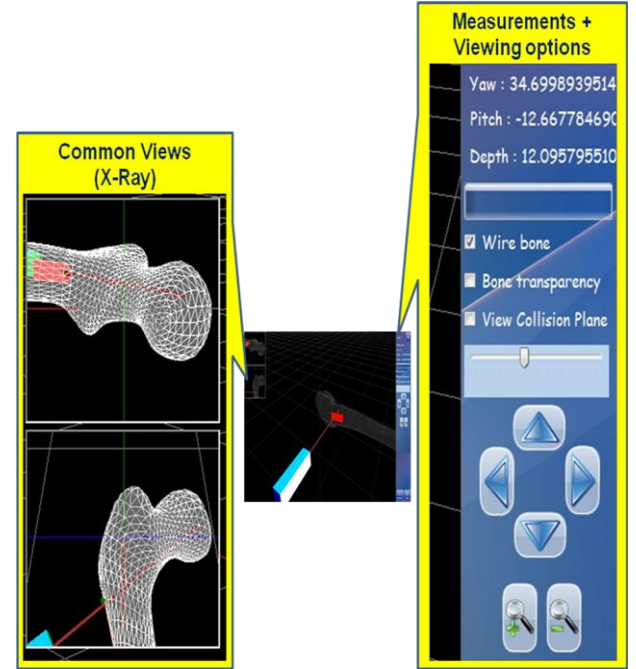 Measurements +
Viewing options
Yaw : 34.6998939514
Pitch : -12.667784690
Depth : 12.095795510
Wire bone
Bone transparency
View Collision Plane
Common Views
(X-Ray)